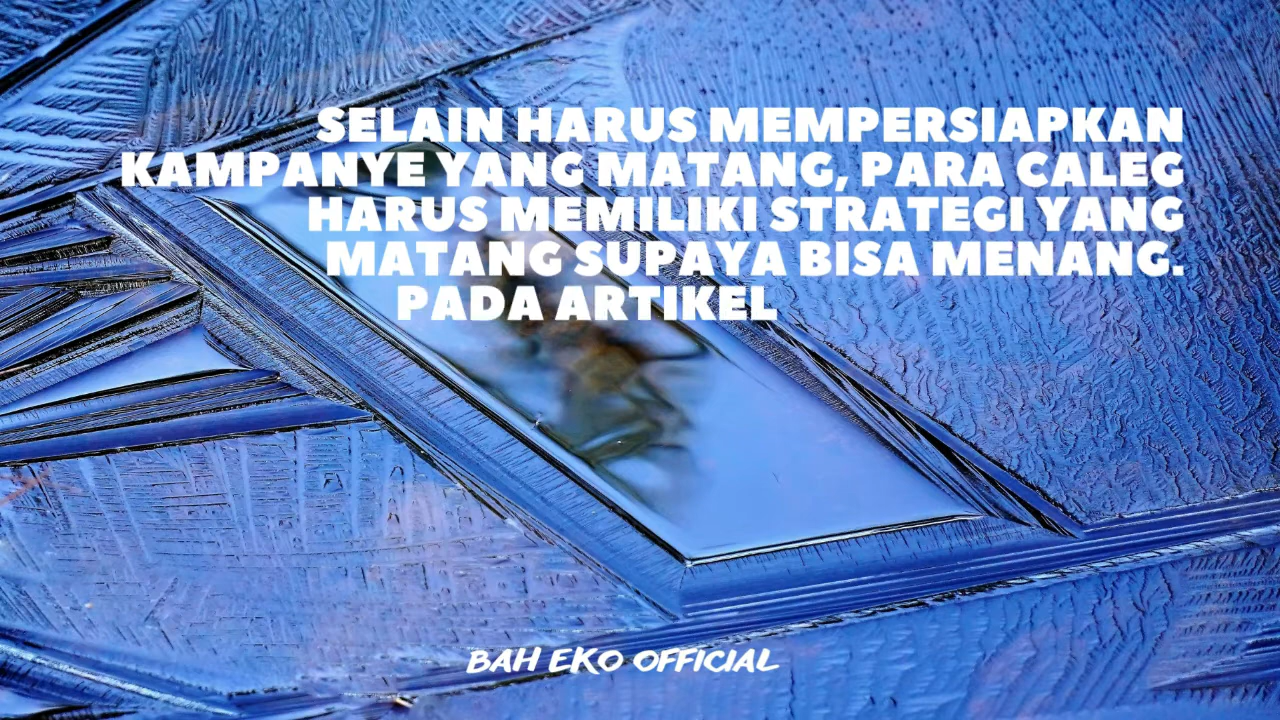 SELAIN HARUS MEMPERSIAPKAN
KAMPANYE YANG MATANG, PARA CALEG
HARUS MEMILIKI STRATEGI YANG
MATANG SUPAYA BISA MENANG.
PADA ARTIKEL
BAH EKO OFFICIAL